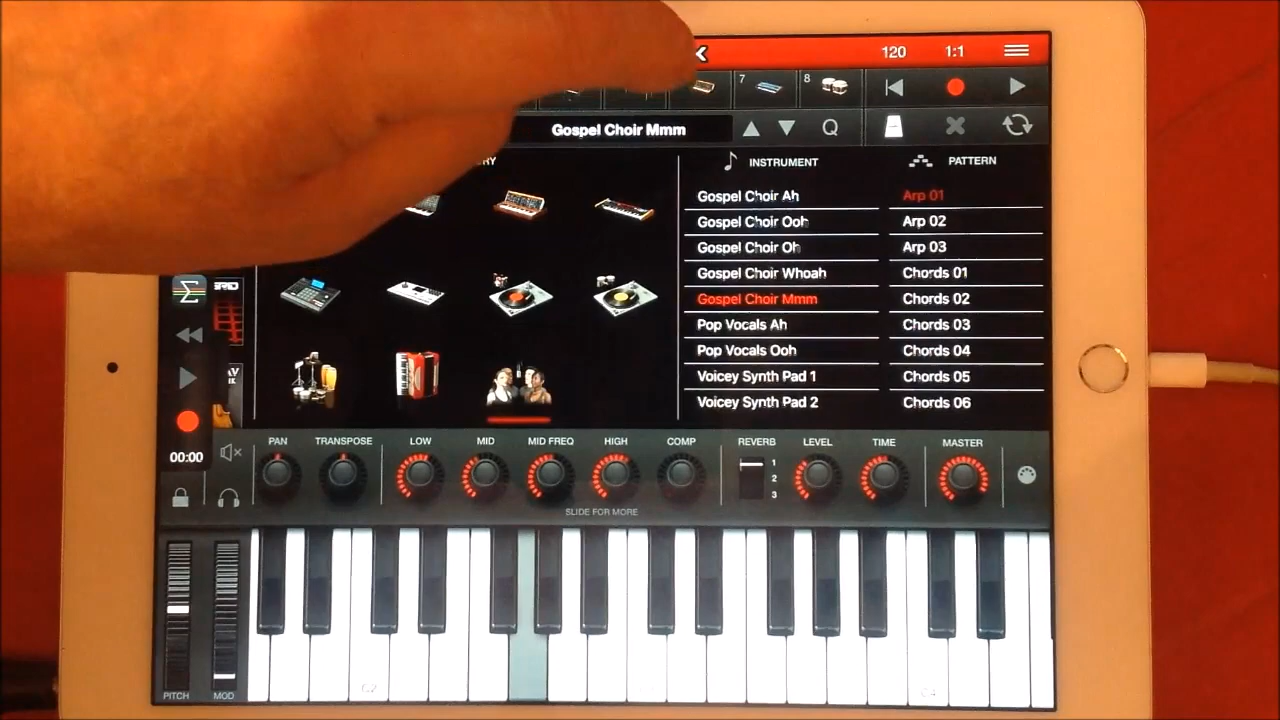 120 1:1
7 8
Gospel Choir Mmm Q
RY INSTRUMENT PATTERN
Gospel Choir Ah Arp 01
Gospel Choir Ooh Arp 02
Gospel Choir Oh Arp 03
Gospel Choir Whoah Chords 01
Gospel Choir Mmm Chords 02
Pop Vocals Ah Chords 03
Pop Vocals Ooh Chords 04
Voicey Synth Pad 1 Chords 05
Voicey Synth Pad 2 Chords 06
Σ
00:00
PAN TRANSPOSE LOW MID MID FREQ HIGH COMP REVERB LEVEL TIME MASTER
1
2
3
SLIDE FOR MORE
PITCH MOD
C2 C4